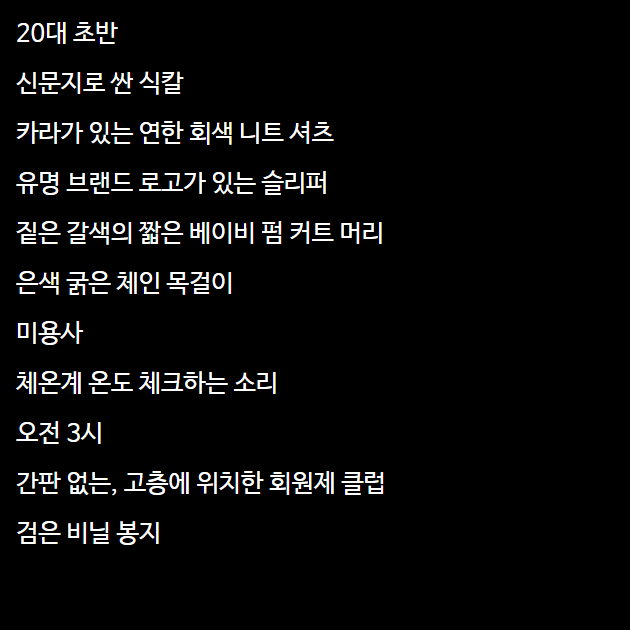 20대 초반
신문지로 싼 식칼
카라가 있는 연한 회색 니트 셔츠
유명 브랜드 로고가 있는 슬리퍼
짙은 갈색의 짧은 베이비 펌 커트 머리
은색 굵은 체인 목걸이
미용사
체온계 온도 체크하는 소리
오전 3시
간판 없는, 고층에 위치한 회원제 클럽
검은 비닐 봉지